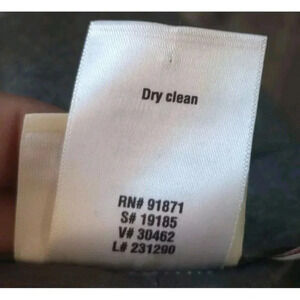 Dry clean
RN# 91871
S# 19185
V# 30462
L# 231290